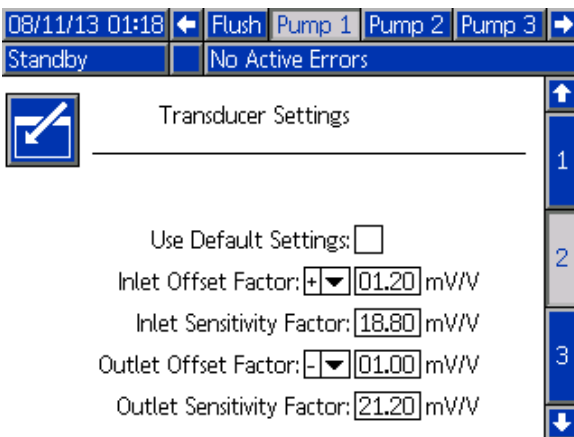 08/11/13 01:18 Flush Pump 1 Pump 2 Pump 3
Standby No Active Errors
Transducer Settings
1
Use Default Settings:
2
Inlet Offset Factor: + 01.20 mV/V
Inlet Sensitivity Factor: 18.80 mV/V
3
Outlet Offset Factor: - 01.00 mV/V
Outlet Sensitivity Factor: 21.20 mV/V